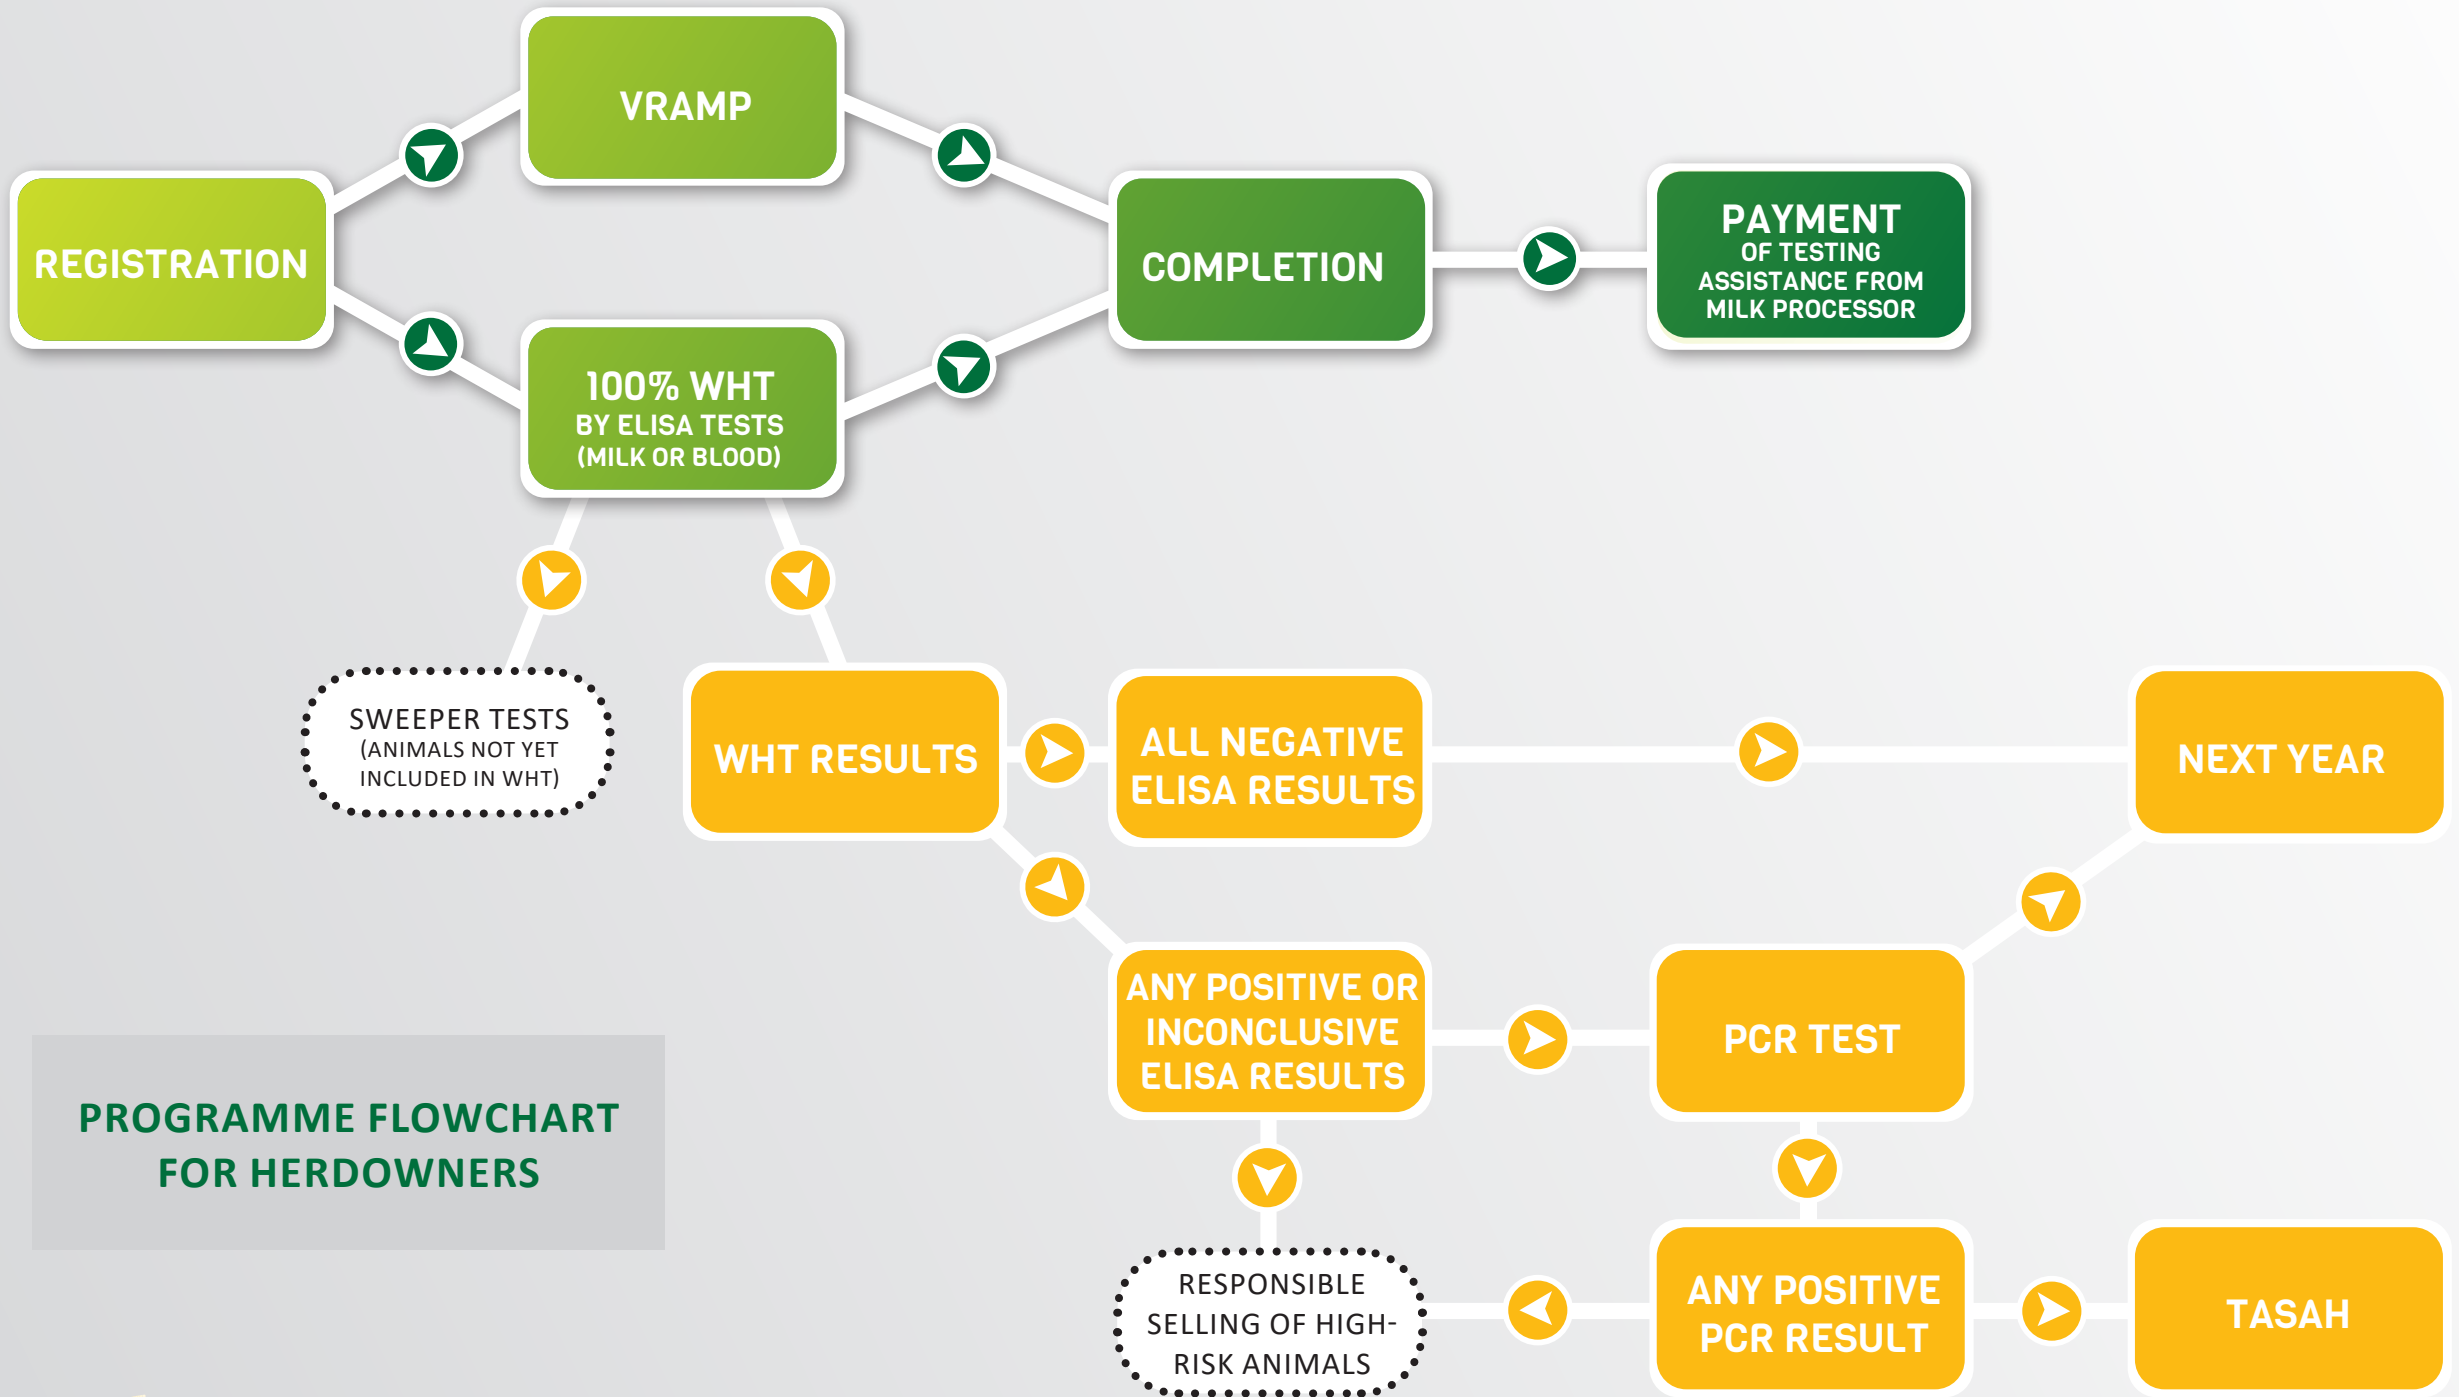 VRAMP
REGISTRATION
COMPLETION
PAYMENT
OF TESTING
ASSISTANCE FROM
MILK PROCESSOR
100% WHT
BY ELISA TESTS
(MILK OR BLOOD)
SWEEPER TESTS
(ANIMALS NOT YET
INCLUDED IN WHT)
WHT RESULTS
ALL NEGATIVE
ELISA RESULTS
NEXT YEAR
ANY POSITIVE OR
INCONCLUSIVE
ELISA RESULTS
PCR TEST
PROGRAMME FLOWCHART
FOR HERDOWNERS
RESPONSIBLE
SELLING OF HIGH-
RISK ANIMALS
ANY POSITIVE
PCR RESULT
TASAH